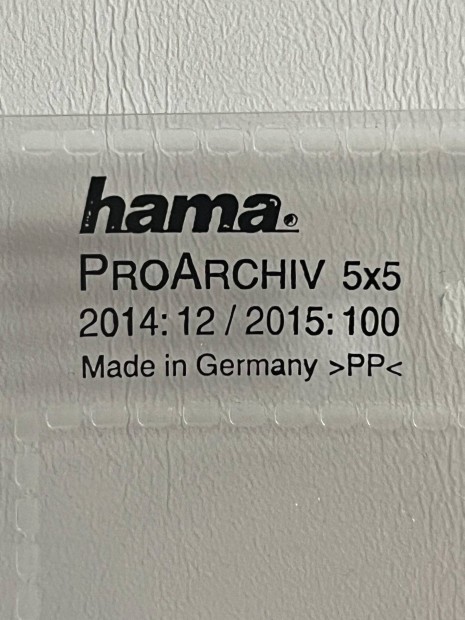 hama.
PROARCHIV 5x5
2014: 12 / 2015: 100
Made in Germany >PP<